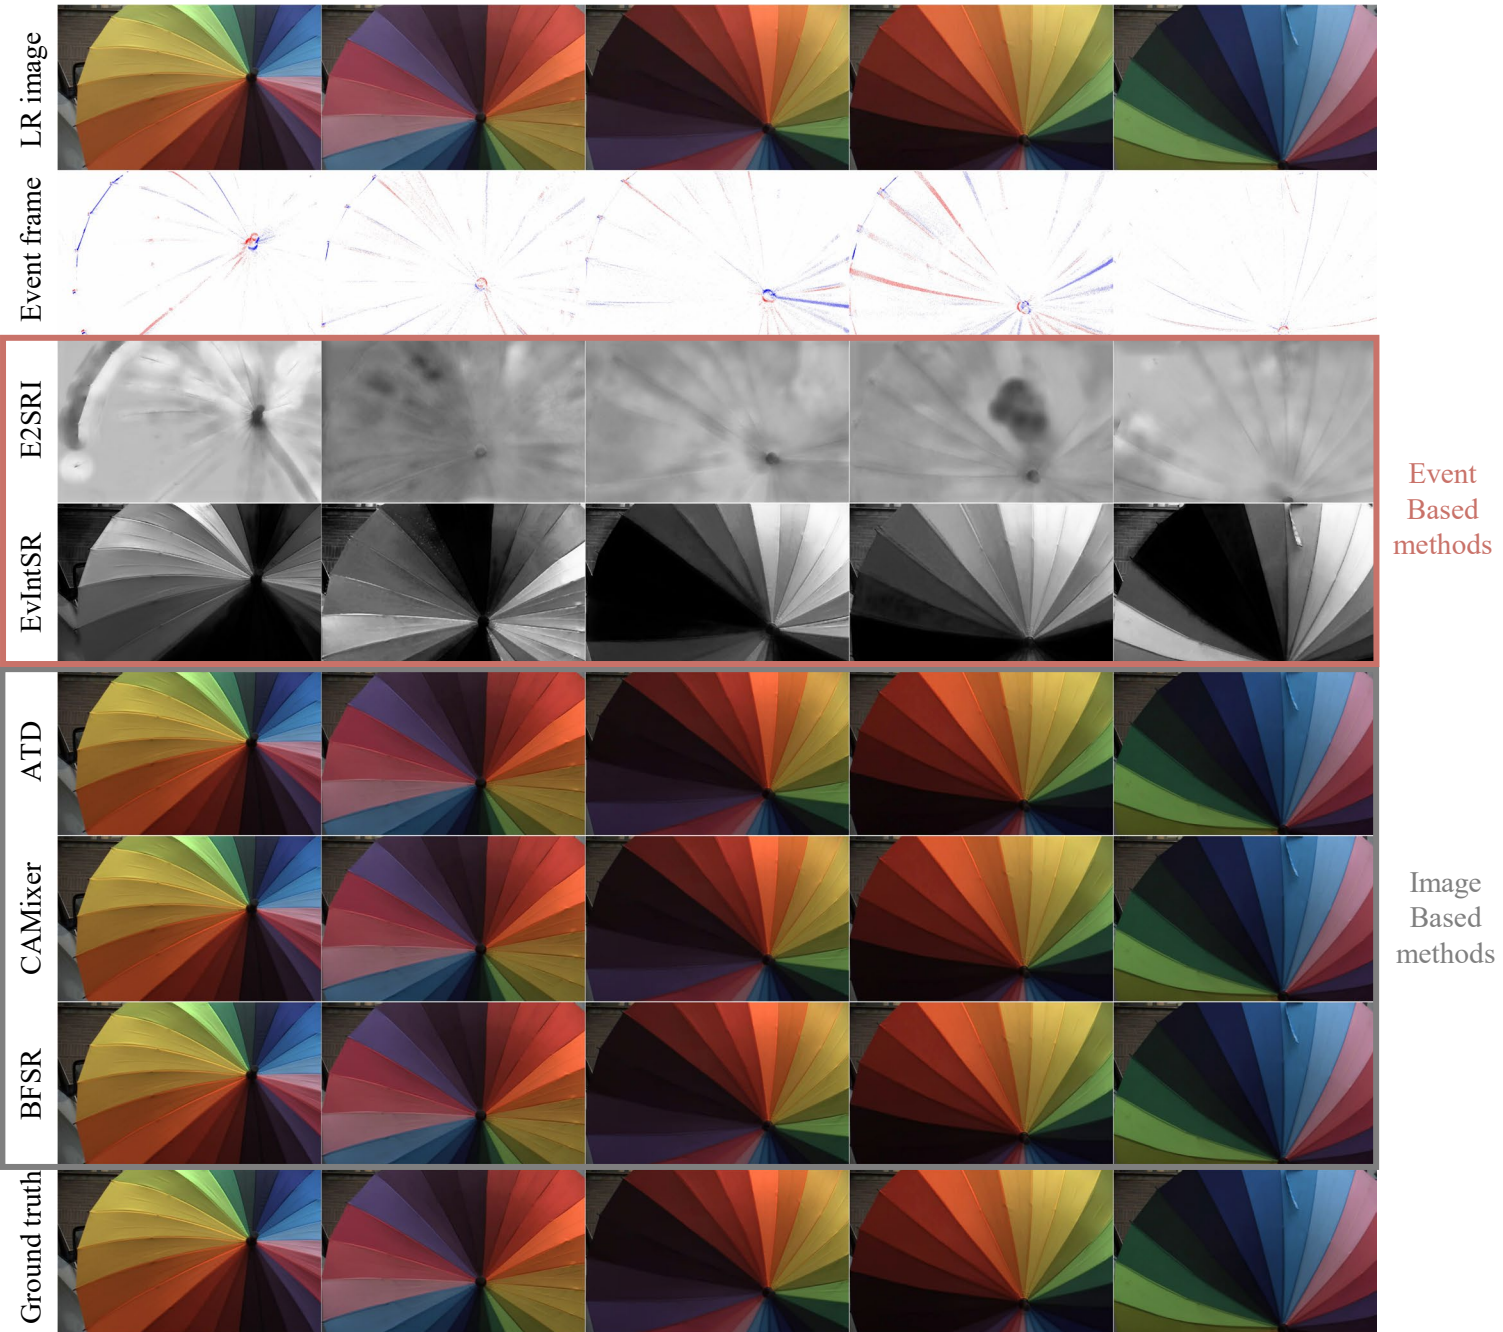 LR image
Event frame
E2SRI
EvIntSR
Event
Based
methods
ATD
CAMixer
BFSR
Image
Based
methods
Ground truth